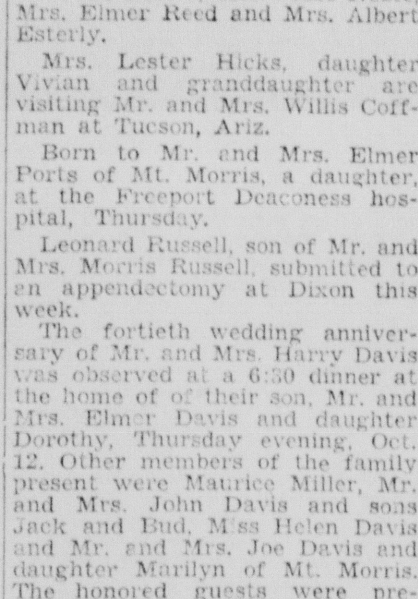 Mrs. Elmer Reed and Mrs. Albert
Esterly.
Mrs. Lester Hicks, daughter
Vivian and granddaughter are
visiting Mr. and Mrs. Willis Coff-
man at Tucson, Ariz.
Born to Mr. and Mrs. Elmer
Ports of Mt. Morris, a daughter,
at the Freeport Deaconess hos-
pital, Thursday.
Leonard Russell, son of Mr. and
Mrs. Morris Russell, submitted to
an appendectomy at Dixon this
week.
The fortieth wedding anniver-
sary of Mr. and Mrs. Harry Davis
was observed at a 6:30 dinner at
the home of of their son, Mr. and
Mrs. Elmer Davis and daughter
Dorothy, Thursday evening, Oct.
12. Other members of the family
present were Maurice Miller, Mr.
and Mrs. John Davis and sons
Jack and Bud, Miss Helen Davis
and Mr. and Mrs. Joe Davis and
daughter Marilyn of Mt. Morris.
The honored guests were pre-